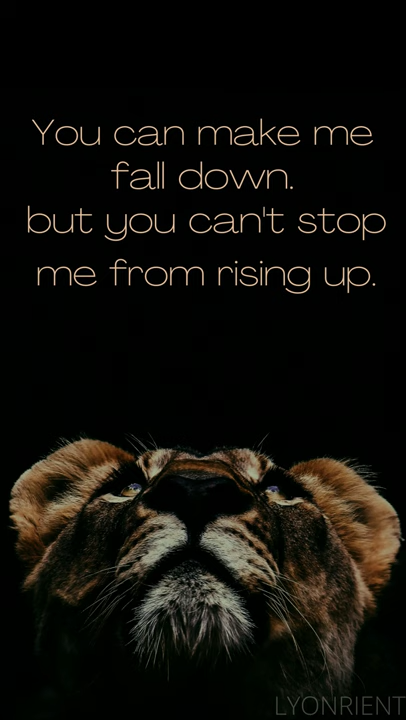 You can make me
fall down.
but you can't stop
me from rising up.
LYONRIENT